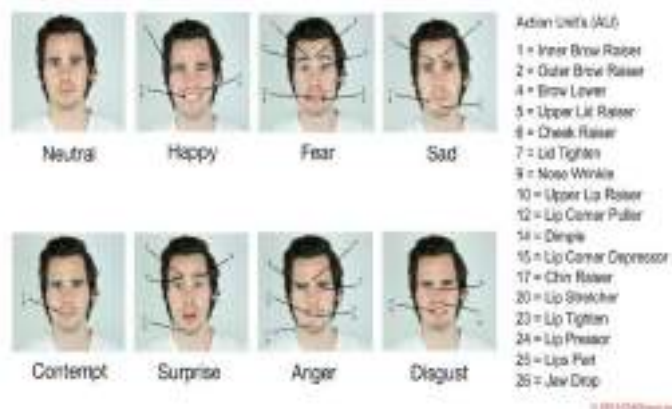 Neutral
Happy
Fear
Sad
Contempt
Surprise
Anger
Disgust
Action Unit's (AU)
1 = Inner Brow Raiser
2 = Outer Brow Raiser
4 = Brow Lower
5 = Upper Lid Raiser
6 = Cheek Raiser
7 = Lid Tighten
9 = Nose Wrinkle
10 = Upper Lip Raiser
12 = Lip Corner Puller
14 = Dimple
15 = Lip Corner Depressor
17 = Chin Raiser
20 = Lip Stretcher
23 = Lip Tighten
24 = Lip Pressor
25 = Lips Part
26 = Jaw Drop